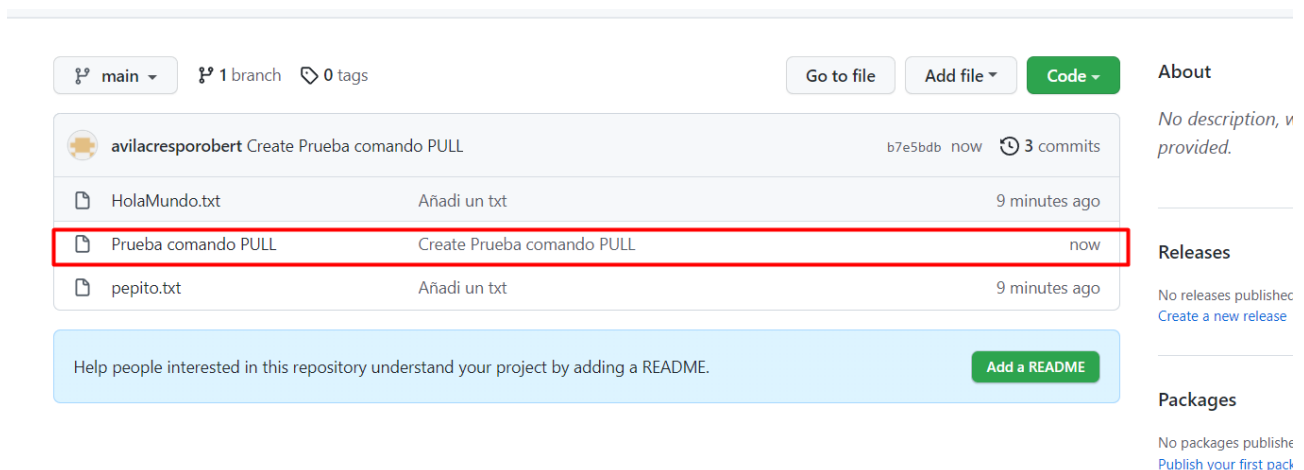 main 1 branch 0 tags Go to file Add file Code
avilacresporobert Create Prueba comando PULL b7e5bdb now 3 commits
HolaMundo.txt Añadi un txt 9 minutes ago
Prueba comando PULL Create Prueba comando PULL now
pepito.txt Añadi un txt 9 minutes ago
Help people interested in this repository understand your project by adding a README. Add a README
About
No description,
provided.
Releases
No releases published
Create a new release
Packages
No packages
Publish your first